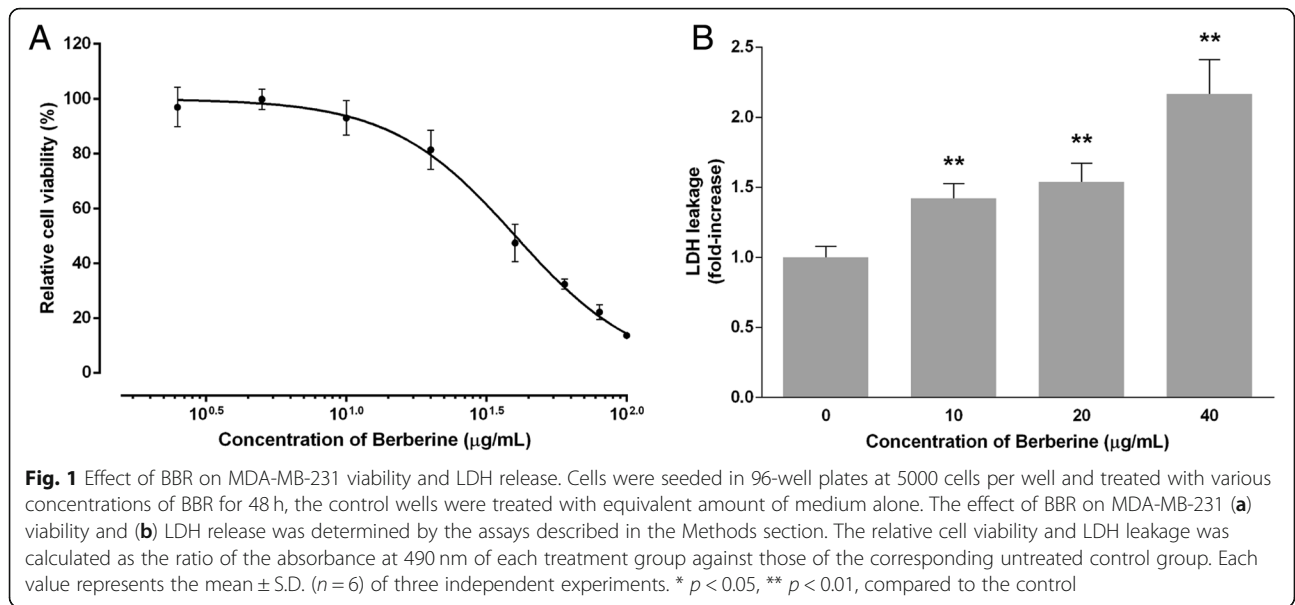 A
120
100
80
60
40
20
0
Relative cell viability (%)
10^0.5 10^1.0 10^1.5 10^2.0
Concentration of Berberine (μg/mL)
B
2.5
2.0
1.5
1.0
0.5
0.0
LDH leakage
(fold-increase)
** ** **
0 10 20 40
Concentration of Berberine (μg/mL)
Fig. 1 Effect of BBR on MDA-MB-231 viability and LDH release. Cells were seeded in 96-well plates at 5000 cells per well and treated with various
concentrations of BBR for 48 h, the control wells were treated with equivalent amount of medium alone. The effect of BBR on MDA-MB-231 (a)
viability and (b) LDH release was determined by the assays described in the Methods section. The relative cell viability and LDH leakage was
calculated as the ratio of the absorbance at 490 nm of each treatment group against those of the corresponding untreated control group. Each
value represents the mean ± S.D. (n = 6) of three independent experiments. * p < 0.05, ** p < 0.01, compared to the control